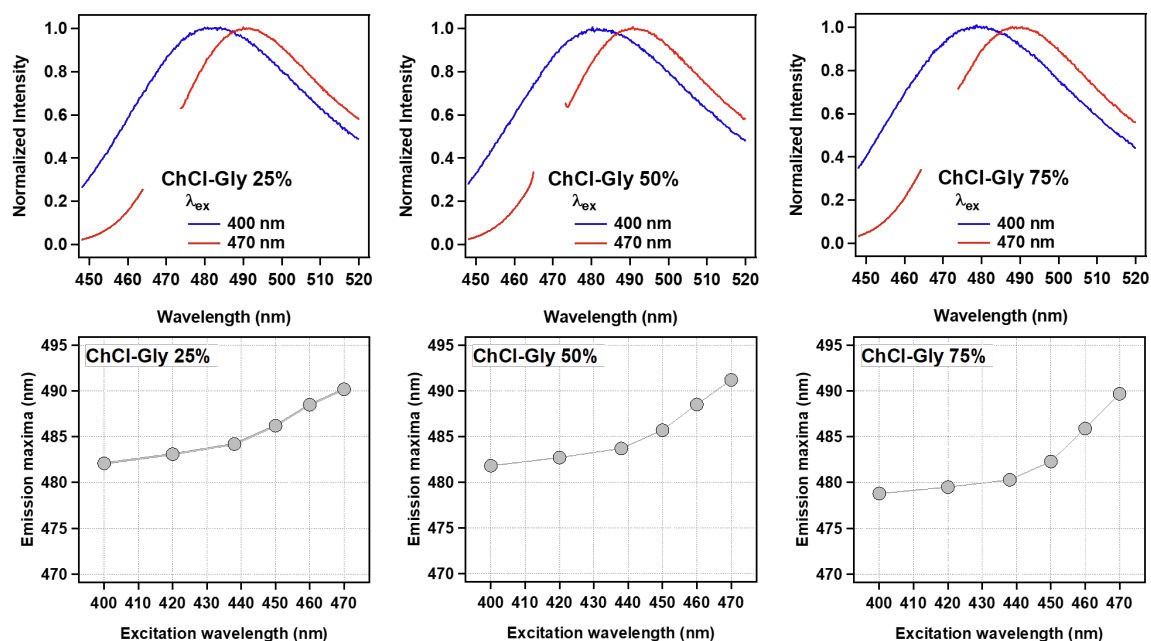 1.0
0.8
0.6
0.4
0.2
0.0
Normalized Intensity
ChCl-Gly 25%
λex
400 nm
470 nm
450 460 470 480 490 500 510 520
Wavelength (nm)
1.0
0.8
0.6
0.4
0.2
0.0
Normalized Intensity
ChCl-Gly 50%
λex
400 nm
470 nm
450 460 470 480 490 500 510 520
Wavelength (nm)
1.0
0.8
0.6
0.4
0.2
0.0
Normalized Intensity
ChCl-Gly 75%
λex
400 nm
470 nm
450 460 470 480 490 500 510 520
Wavelength (nm)
495
490
485
480
475
470
Emission maxima (nm)
ChCl-Gly 25%
400 410 420 430 440 450 460 470
Excitation wavelength (nm)
495
490
485
480
475
470
Emission maxima (nm)
ChCl-Gly 50%
400 410 420 430 440 450 460 470
Excitation wavelength (nm)
495
490
485
480
475
470
Emission maxima (nm)
ChCl-Gly 75%
400 410 420 430 440 450 460 470
Excitation wavelength (nm)